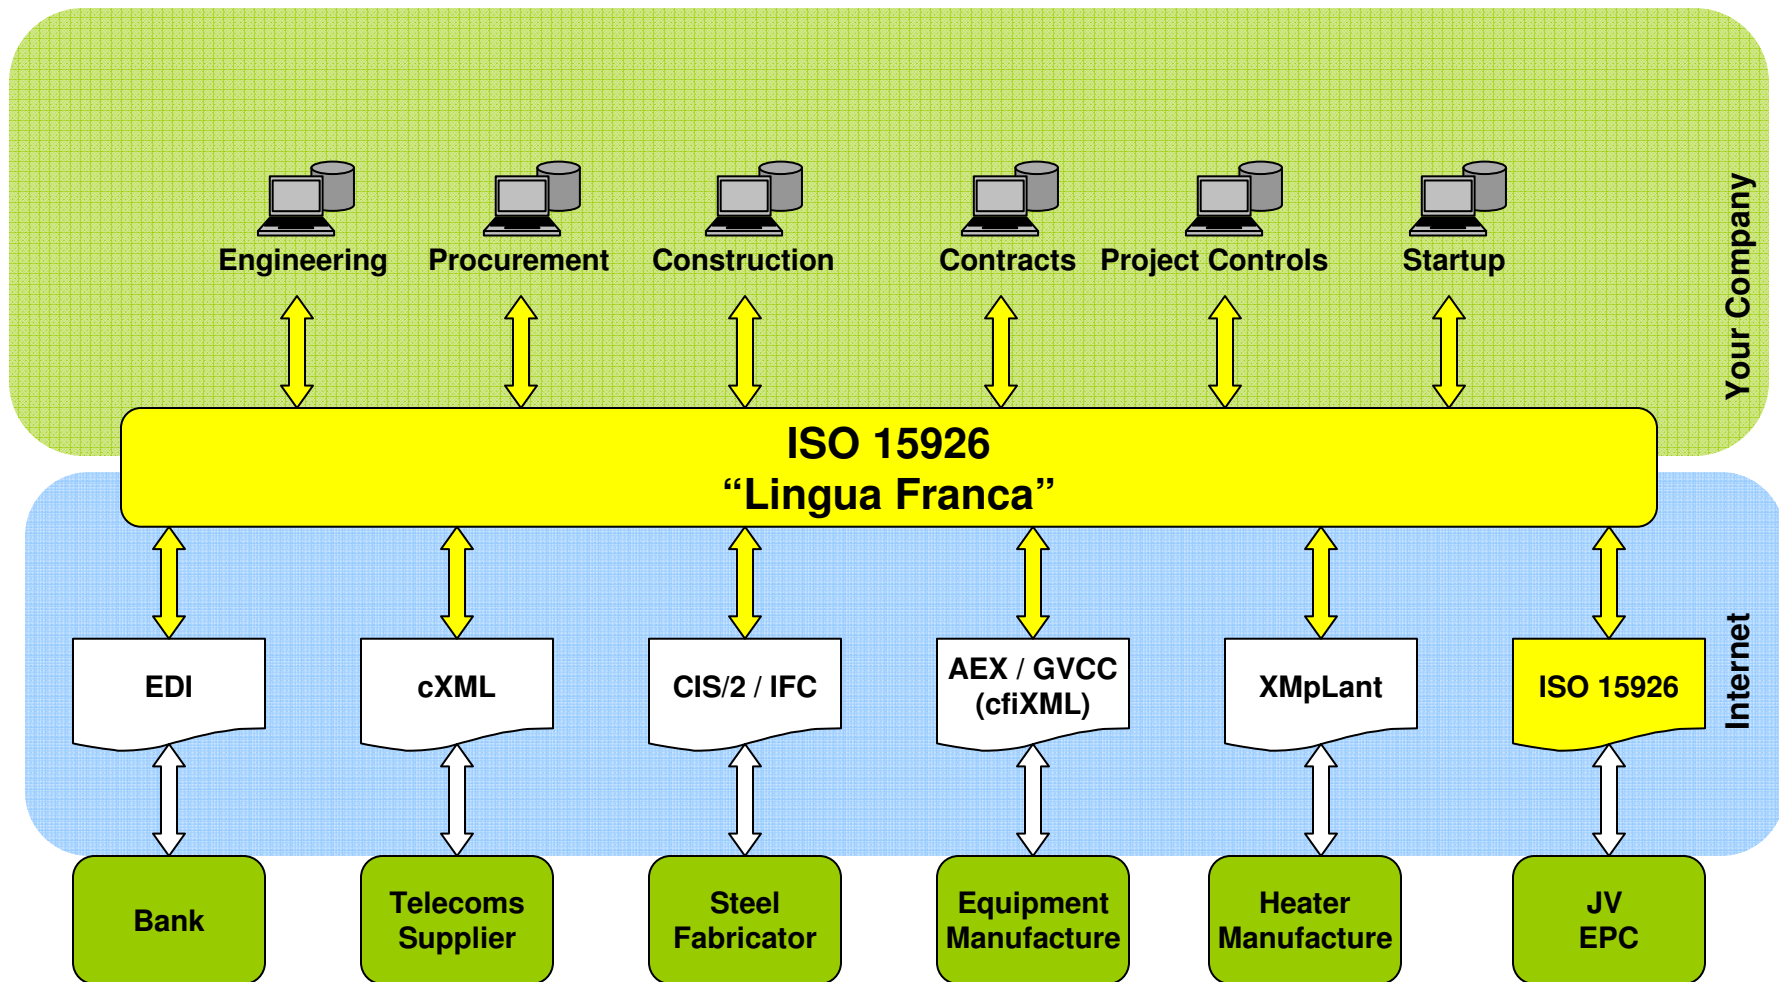 Engineering
Procurement
Construction
Contracts
Project Controls
Startup
Your Company
ISO 15926
“Lingua Franca”
EDI
cXML
CIS/2 / IFC
AEX / GVCC
(cfiXML)
XMpLant
ISO 15926
Internet
Bank
Telecoms
Supplier
Steel
Fabricator
Equipment
Manufacture
Heater
Manufacture
JV
EPC